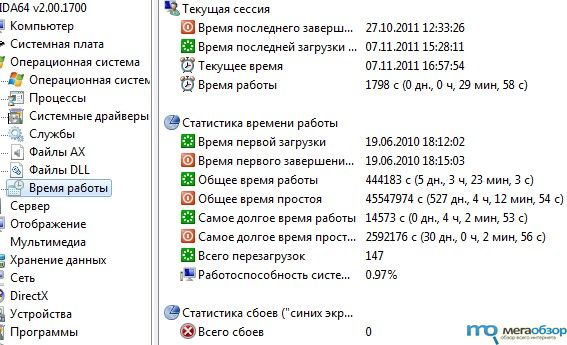 IDA64 v2.00.1700
Компьютер
Системная плата
Операционная система
Операционная систем
Процессы
Системные драйверы
Службы
Файлы AX
Файлы DLL
Время работы
Сервер
Отображение
Мультимедиа
Хранение данных
Сеть
DirectX
Устройства
Программы
Текущая сессия
Время последнего заверш... 27.10.2011 12:33:26
Время последней загрузки 07.11.2011 15:28:11
Текущее время 07.11.2011 16:57:54
Время работы 1798 с (0 дн., 0 ч, 29 мин, 58 с)
Статистика времени работы
Время первой загрузки 19.06.2010 18:12:02
Время первого завершени... 19.06.2010 18:15:03
Общее время работы 444183 с (5 дн., 3 ч, 23 мин, 3 с)
Общее время простоя 45547974 с (527 дн., 4 ч, 12 мин, 54 с)
Самое долгое время работы 14573 с (0 дн., 4 ч, 2 мин, 53 с)
Самое долгое время прост... 2592176 с (30 дн., 0 ч, 2 мин, 56 с)
Всего перезагрузок 147
Работоспособность систе... 0.97%
Статистика сбоев ("синих экр...
Всего сбоев 0
мегаобзор
обзор всего интернета